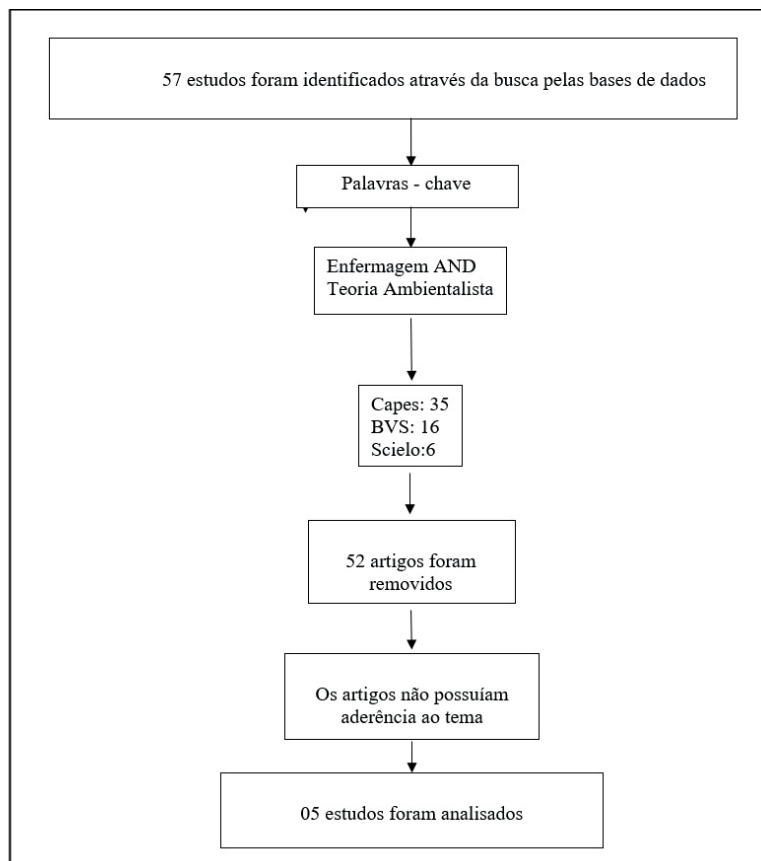 57 estudos foram identificados através da busca pelas bases de dados
Palavras - chave
Enfermagem AND
Teoria Ambientalista
Capes: 35
BVS: 16
Scielo:6
52 artigos foram
removidos
Os artigos não possuíam
aderência ao tema
05 estudos foram analisados